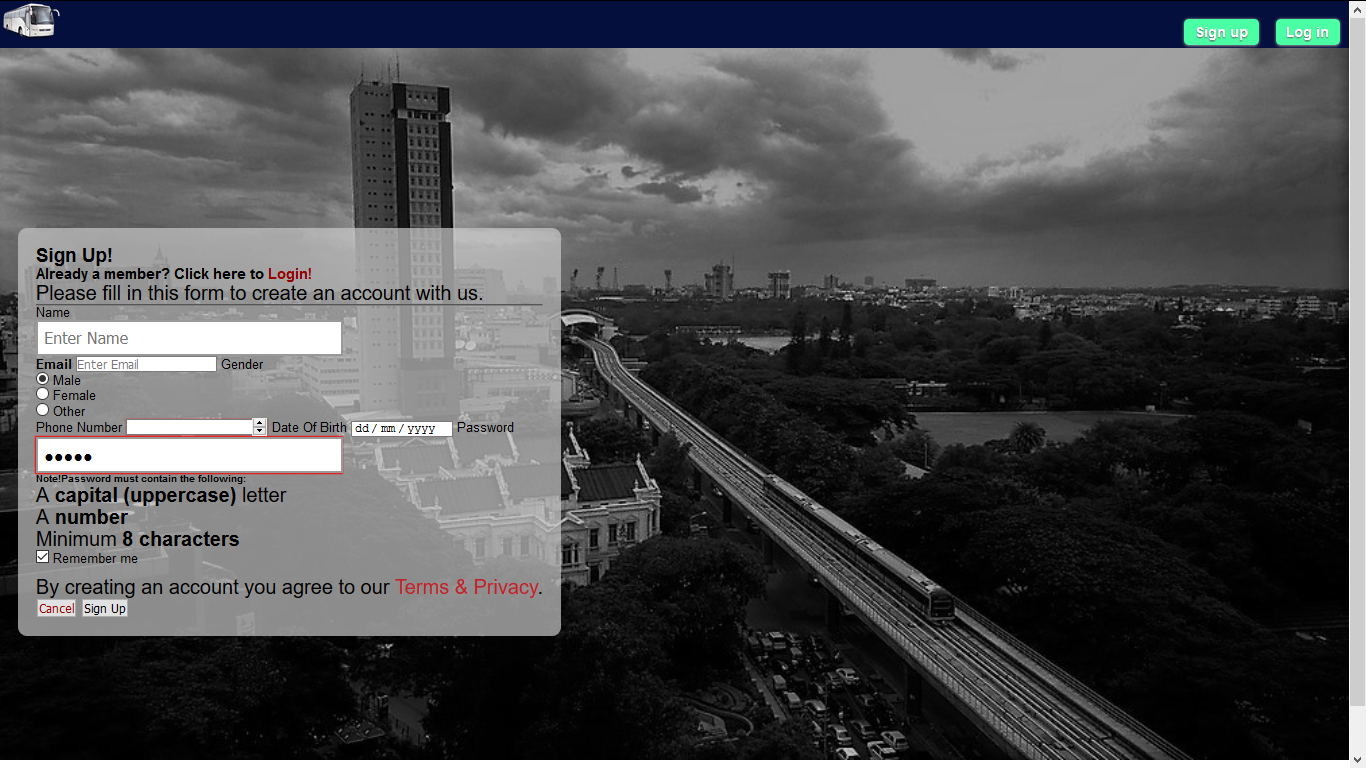 Sign up Log in
Sign Up!
Already a member? Click here to Login!
Please fill in this form to create an account with us.
Name
Enter Name
Email Enter Email Gender
Male
Female
Other
Phone Number Date Of Birth dd/mm/yyyy Password
•••••
Note!Password must contain the following:
A capital (uppercase) letter
A number
Minimum 8 characters
Remember me
By creating an account you agree to our Terms & Privacy.
Cancel Sign Up